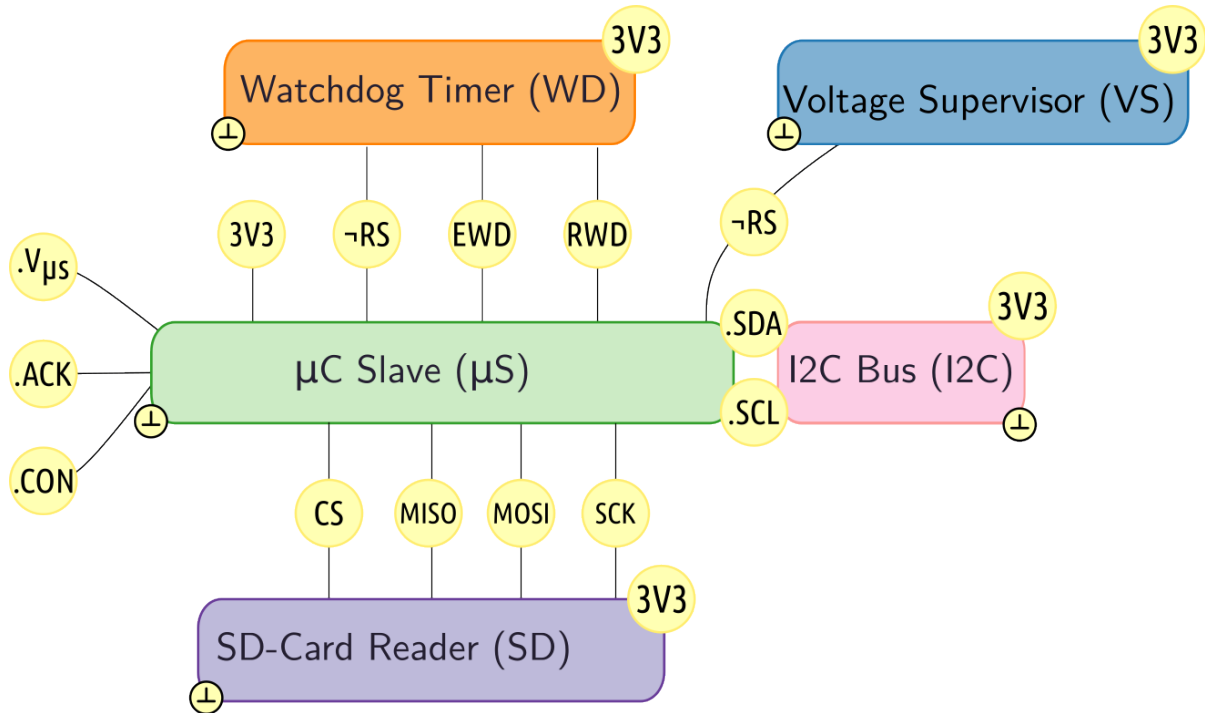 3V3
Watchdog Timer (WD)
3V3
Voltage Supervisor (VS)
⊥
⊥
3V3
¬RS
EWD
RWD
¬RS
.Vµs
3V3
.SDA
µC Slave (µS)
I2C Bus (I2C)
.ACK
.SCL
⊥
⊥
.CON
CS
MISO
MOSI
SCK
3V3
SD-Card Reader (SD)
⊥